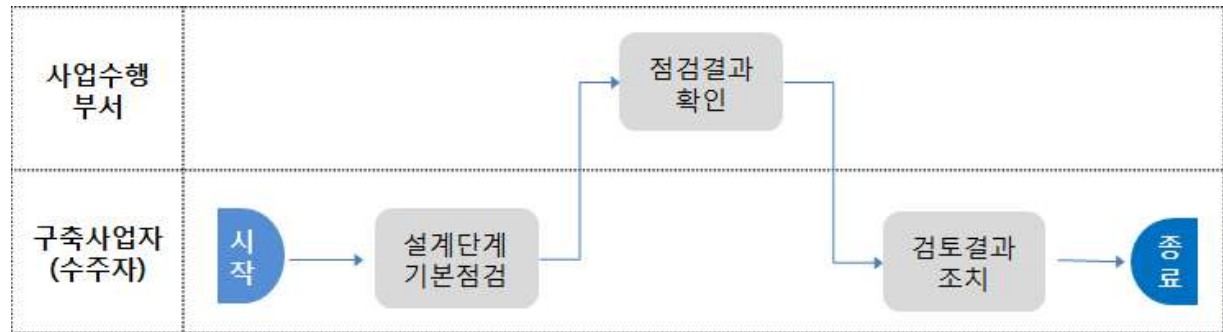 사업수행
부서
점검결과
확인
구축사업자
(수주자)
시
작
설계단계
기본점검
검토결과
조치
종
료